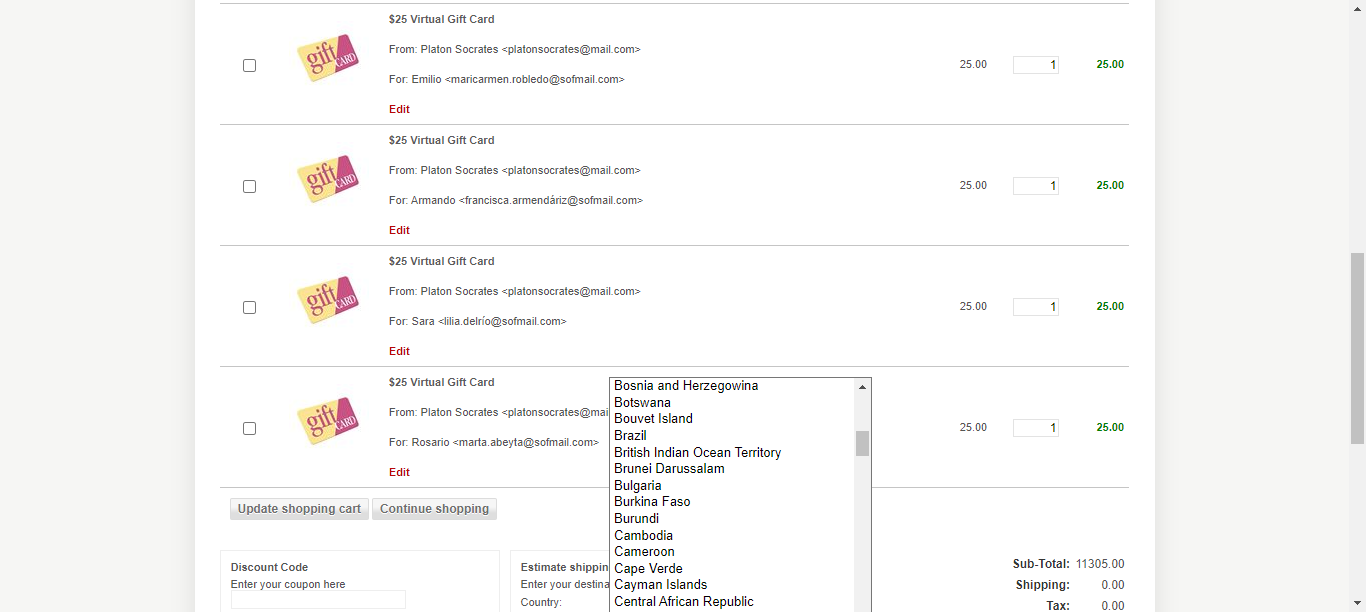 $25 Virtual Gift Card
From: Platon Socrates <platonsocrates@mail.com>
gift CARD
25.00 1 25.00
For: Emilio <maricarmen.robledo@sofmail.com>
Edit
$25 Virtual Gift Card
From: Platon Socrates <platonsocrates@mail.com>
gift CARD
25.00 1 25.00
For: Armando <francisca.armendáriz@sofmail.com>
Edit
$25 Virtual Gift Card
From: Platon Socrates <platonsocrates@mail.com>
gift CARD
25.00 1 25.00
For: Sara <lilia.delrío@sofmail.com>
Edit
$25 Virtual Gift Card
From: Platon Socrates <platonsocrates@mai
gift CARD
25.00 1 25.00
For: Rosario <marta.abeyta@sofmail.com>
Edit
Bosnia and Herzegowina
Botswana
Bouvet Island
Brazil
British Indian Ocean Territory
Brunei Darussalam
Bulgaria
Burkina Faso
Burundi
Cambodia
Cameroon
Cape Verde
Cayman Islands
Central African Republic
Update shopping cart Continue shopping
Discount Code
Enter your coupon here
Estimate shippin
Enter your destina
Country:
Sub-Total: 11305.00
Shipping: 0.00
Tax: 0.00